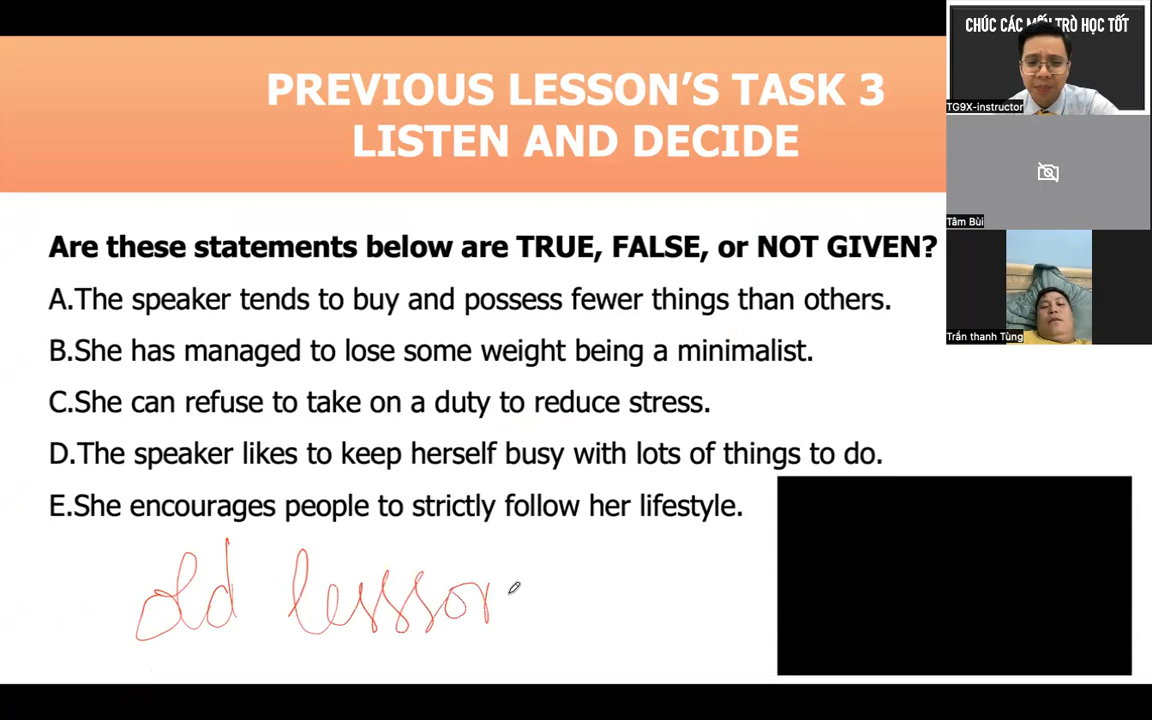 PREVIOUS LESSON'S TASK 3
LISTEN AND DECIDE
Are these statements below are TRUE, FALSE, or NOT GIVEN?
A.The speaker tends to buy and possess fewer things than others.
B.She has managed to lose some weight being a minimalist.
C.She can refuse to take on a duty to reduce stress.
D.The speaker likes to keep herself busy with lots of things to do.
E.She encourages people to strictly follow her lifestyle.
old lesssor
CHÚC CÁC MỐI TRÒ HỌC TỐT
TG9X-instructor
Tâm Bùi
Trần thanh Tùng